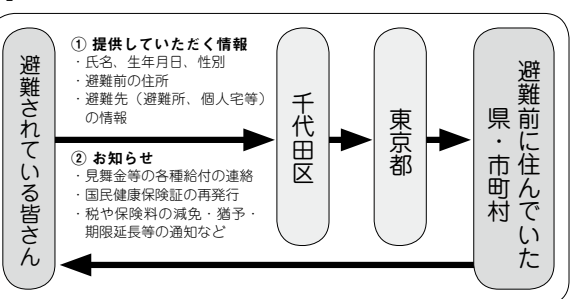 避難されている皆さん
① 提供していただく情報
・氏名、生年月日、性別
・避難前の住所
・避難先（避難所、個人宅等）
の情報
② お知らせ
・見舞金等の各種給付の連絡
・国民健康保険証の再発行
・税や保険料の減免・猶予・
期限延長等の通知など
千代田区
東京都
避難前に住んでいた
県・市町村